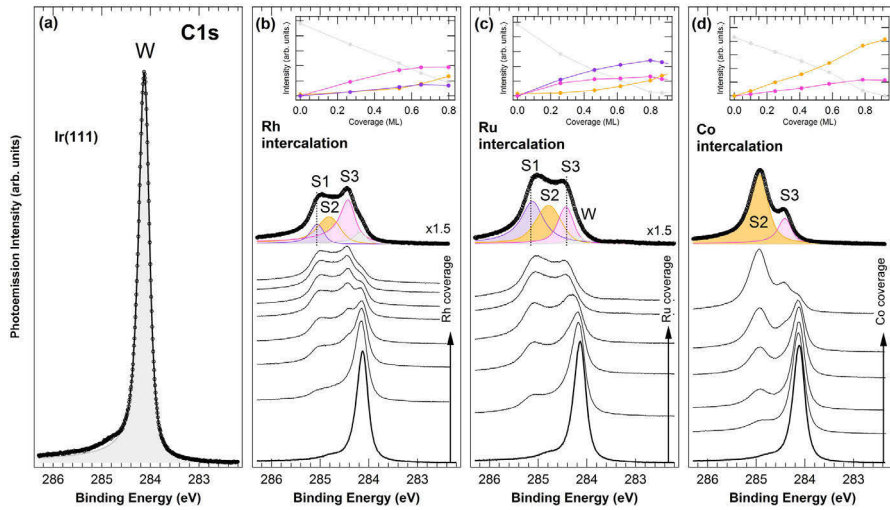 (a)
C1s
W
Ir(111)
Photoemission Intensity (arb. units)
286 285 284 283
Binding Energy (eV)
(b)
Intensity (arb. units.)
0.0 0.2 0.4 0.6 0.8
Coverage (ML)
Rh
intercalation
S1 S3
S2
x1.5
Rh coverage
286 285 284 283
Binding Energy (eV)
(c)
Intensity (arb. units.)
0.0 0.2 0.4 0.6 0.8
Coverage (ML)
Ru
intercalation
S1 S3
S2
W
x1.5
Ru coverage
286 285 284 283
Binding Energy (eV)
(d)
Intensity (arb. units.)
0.0 0.2 0.4 0.6 0.8
Coverage (ML)
Co
intercalation
S3
S2
Co coverage
286 285 284 283
Binding Energy (eV)